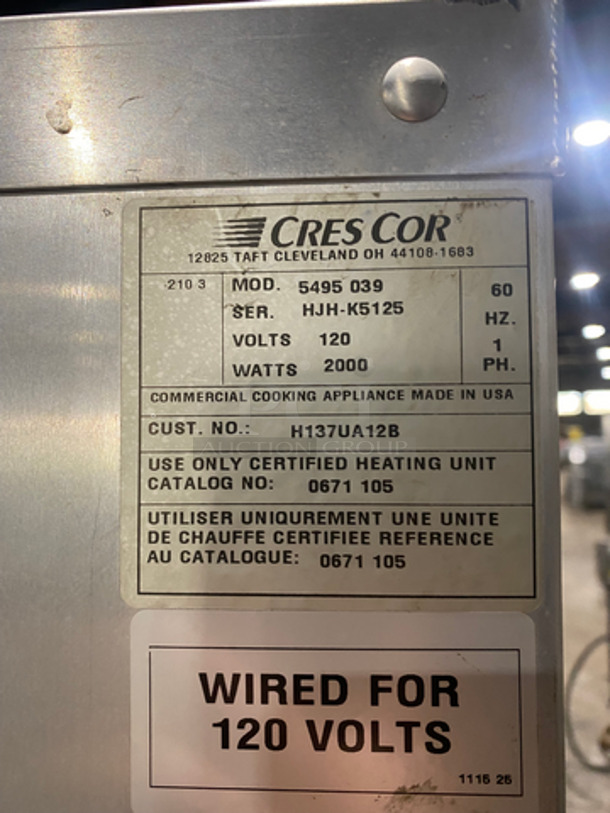 CRES COR
12825 TAFT CLEVELAND OH 44108-1683
210 3
MOD. 5495 039
SER. HJH-K5125
VOLTS 120
WATTS 2000
60
HZ.
1
PH.
COMMERCIAL COOKING APPLIANCE MADE IN USA
CUST. NO.: H137UA12B
AUCTION GROUP
USE ONLY CERTIFIED HEATING UNIT
CATALOG NO: 0671 105
UTILISER UNIQUREMENT UNE UNITE
DE CHAUFFE CERTIFIEE REFERENCE
AU CATALOGUE: 0671 105
WIRED FOR
120 VOLTS
1116 26